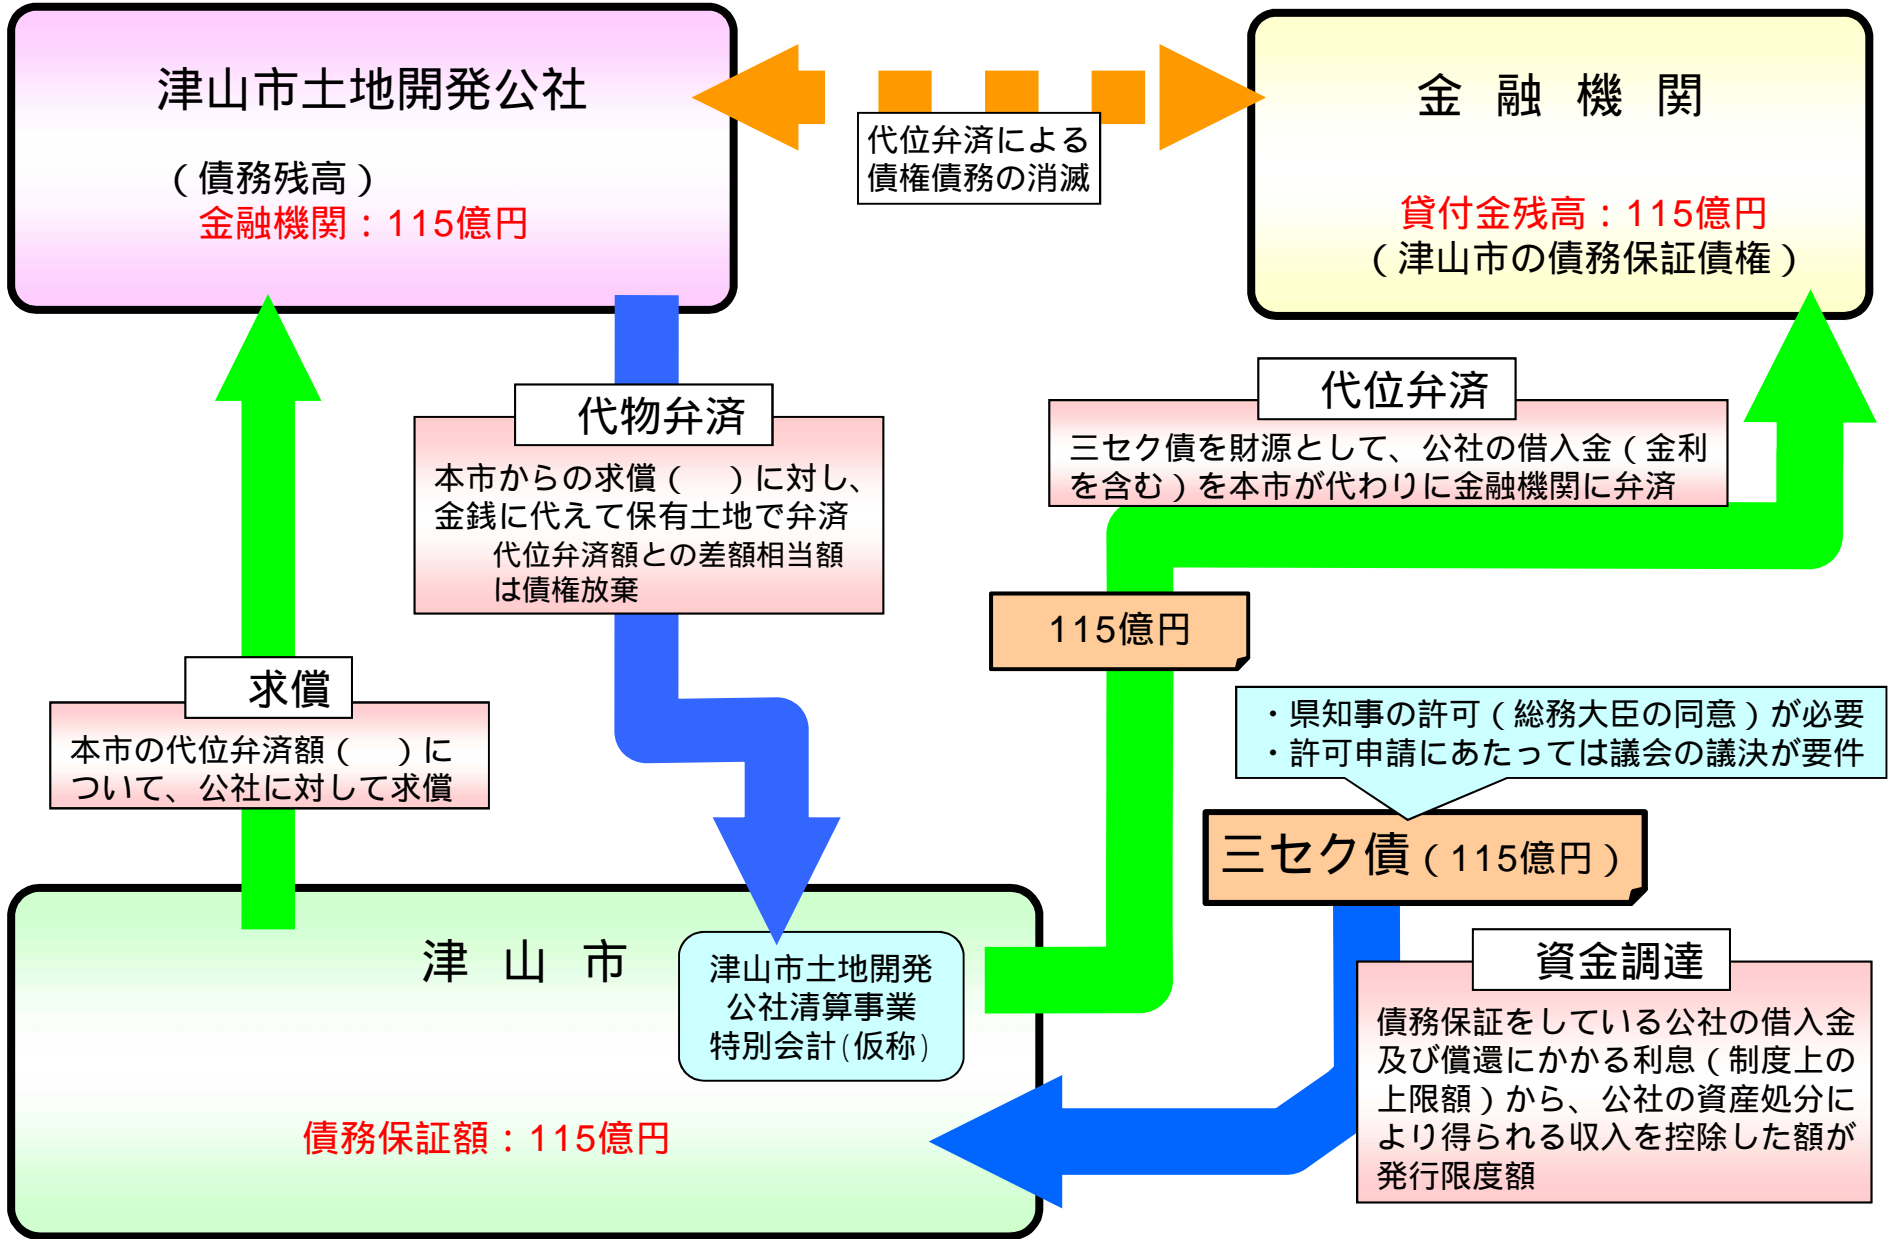 津山市土地開発公社
（債務残高）
金融機関：115億円
代位弁済による
債権債務の消滅
金融機関
貸付金残高：115億円
（津山市の債務保証債権）
代物弁済
本市からの求償（　）に対し、
金銭に代えて保有土地で弁済
代位弁済額との差額相当額
は債権放棄
代位弁済
三セク債を財源として、公社の借入金（金利
を含む）を本市が代わりに金融機関に弁済
115億円
求償
本市の代位弁済額（　）に
ついて、公社に対して求償
・県知事の許可（総務大臣の同意）が必要
・許可申請にあたっては議会の議決が要件
三セク債（115億円）
津山市
津山市土地開発
公社清算事業
特別会計(仮称)
債務保証額：115億円
資金調達
債務保証をしている公社の借入金
及び償還にかかる利息（制度上の
上限額）から、公社の資産処分に
より得られる収入を控除した額が
発行限度額